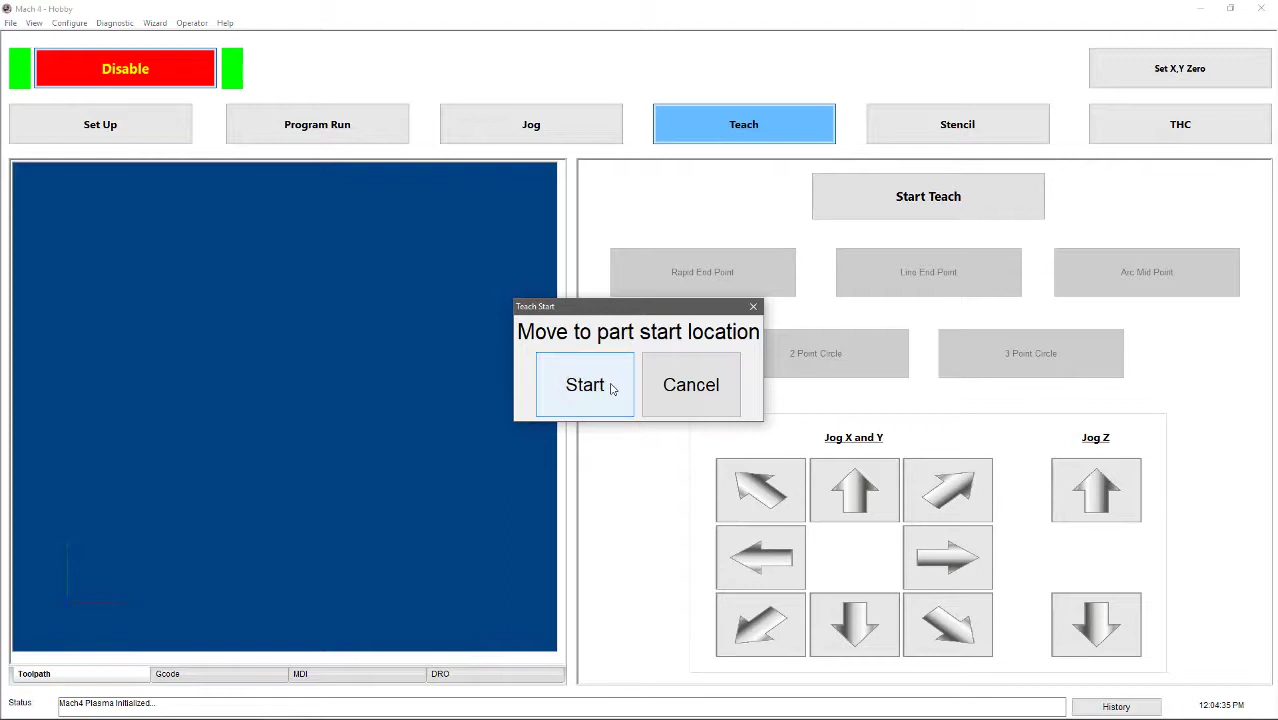 Mach 4 - Hobby
File View Configure Diagnostic Wizard Operator Help
Disable
Set X,Y Zero
Set Up
Program Run
Jog
Teach
Stencil
THC
Start Teach
Rapid End Point
Line End Point
Arc Mid Point
Teach Start
Move to part start location
Start
Cancel
2 Point Circle
3 Point Circle
Jog X and Y
Jog Z
Toolpath
Gcode
MDI
DRO
Status
Mach4 Plasma Initialized...
History
12:04:35 PM